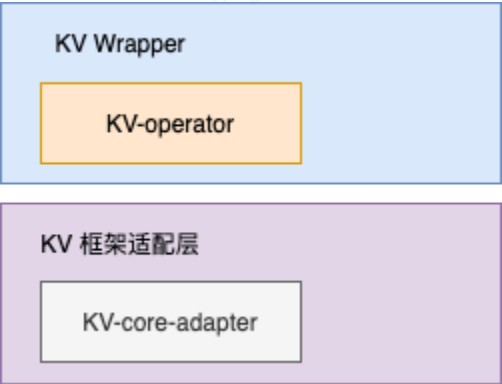 KV Wrapper
KV-operator
KV 框架适配层
KV-core-adapter